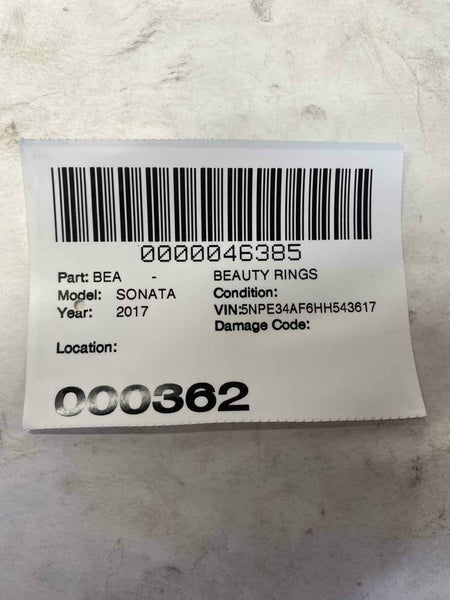 0000046385
Part: BEA - BEAUTY RINGS
Model: SONATA Condition:
Year: 2017 VIN:5NPE34AF6HH543617
Damage Code:
Location:
000362